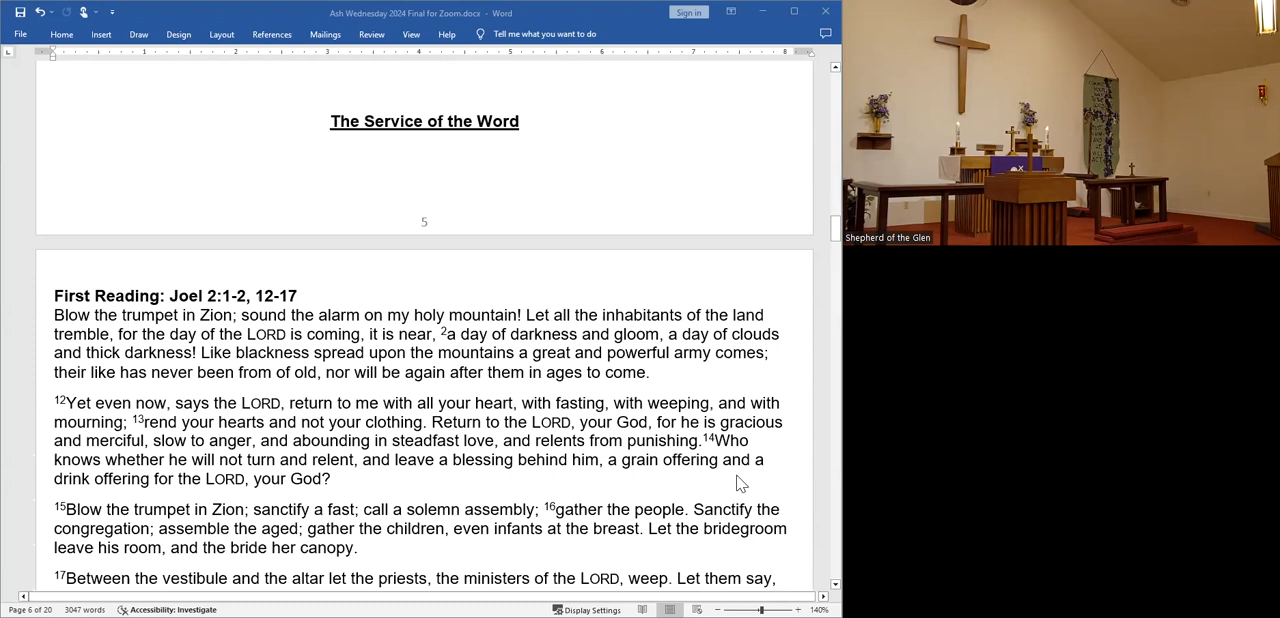 Ash Wednesday 2024 Final for Zoom.docx - Word
Sign in
File Home Insert Draw Design Layout References Mailings Review View Help Tell me what you want to do
1 2 3 4 5 6 7 8
The Service of the Word
5
First Reading: Joel 2:1-2, 12-17
Blow the trumpet in Zion; sound the alarm on my holy mountain! Let all the inhabitants of the land
tremble, for the day of the LORD is coming, it is near, 2a day of darkness and gloom, a day of clouds
and thick darkness! Like blackness spread upon the mountains a great and powerful army comes;
their like has never been from of old, nor will be again after them in ages to come.
12Yet even now, says the LORD, return to me with all your heart, with fasting, with weeping, and with
mourning; 13rend your hearts and not your clothing. Return to the LORD, your God, for he is gracious
and merciful, slow to anger, and abounding in steadfast love, and relents from punishing.14Who
knows whether he will not turn and relent, and leave a blessing behind him, a grain offering and a
drink offering for the LORD, your God?
15Blow the trumpet in Zion; sanctify a fast; call a solemn assembly; 16gather the people. Sanctify the
congregation; assemble the aged; gather the children, even infants at the breast. Let the bridegroom
leave his room, and the bride her canopy.
17Between the vestibule and the altar let the priests, the ministers of the LORD, weep. Let them say,
Page 6 of 20 3047 words Accessibility: Investigate Display Settings 140%
Shepherd of the Glen